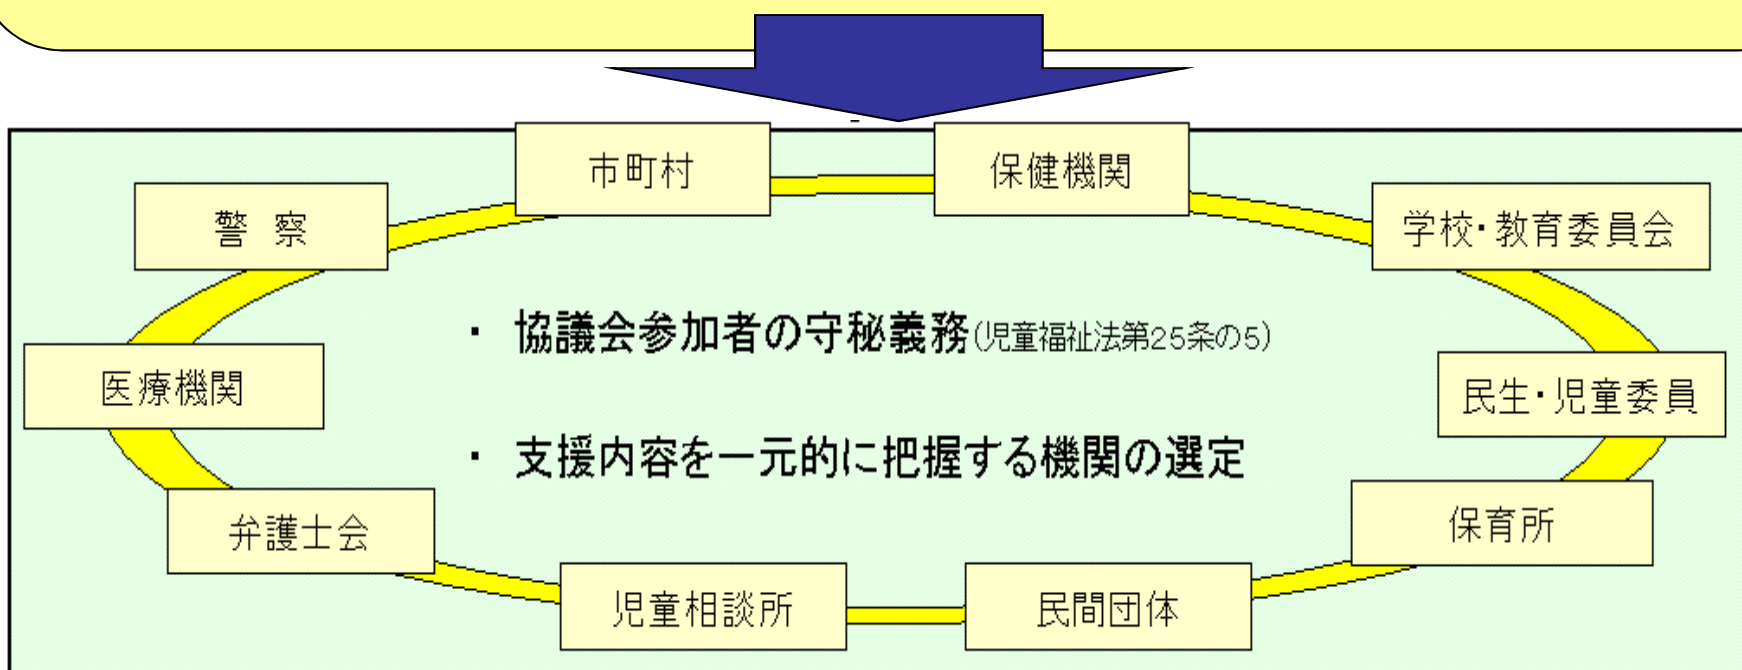 市町村
保健機関
警 察
学校・教育委員会
・ 協議会参加者の守秘義務(児童福祉法第25条の5)
医療機関
民生・児童委員
・ 支援内容を一元的に把握する機関の選定
弁護士会
保育所
児童相談所
民間団体